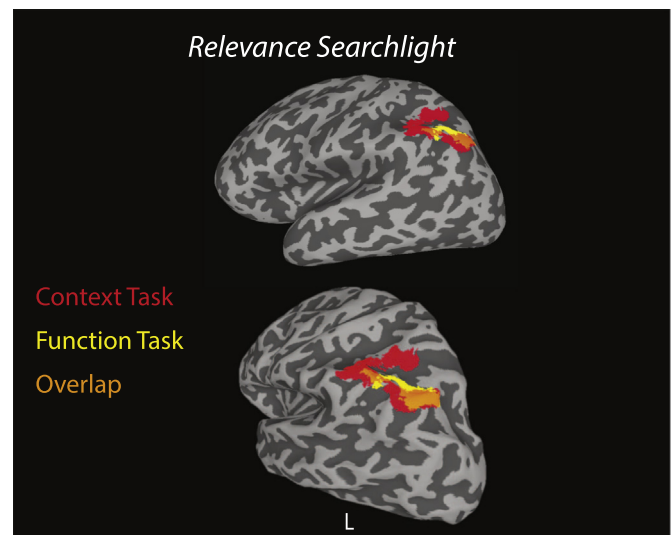 Relevance Searchlight
Context Task
Function Task
Overlap
L